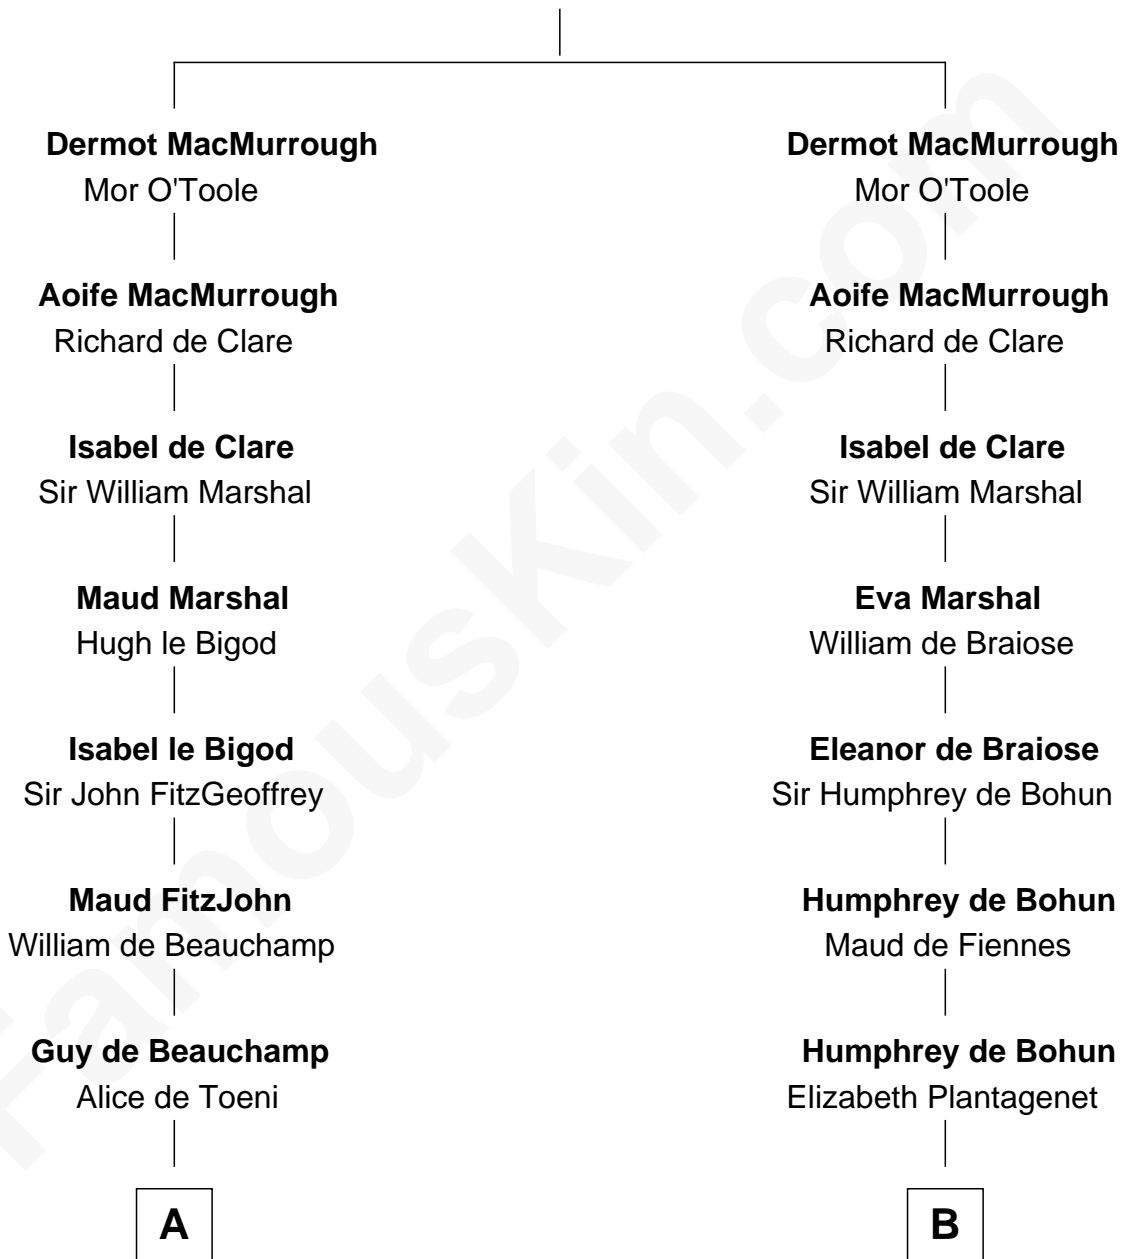 Dermot MacMurrough
Mor O'Toole
Aoife MacMurrough
Richard de Clare
Isabel de Clare
Sir William Marshal
Maud Marshal
Hugh le Bigod
Isabel le Bigod
Sir John FitzGeoffrey
Maud FitzJohn
William de Beauchamp
Guy de Beauchamp
Alice de Toeni
A
Dermot MacMurrough
Mor O'Toole
Aoife MacMurrough
Richard de Clare
Isabel de Clare
Sir William Marshal
Eva Marshal
William de Braiose
Eleanor de Braiose
Sir Humphrey de Bohun
Humphrey de Bohun
Maud de Fiennes
Humphrey de Bohun
Elizabeth Plantagenet
B
FamousKin.com